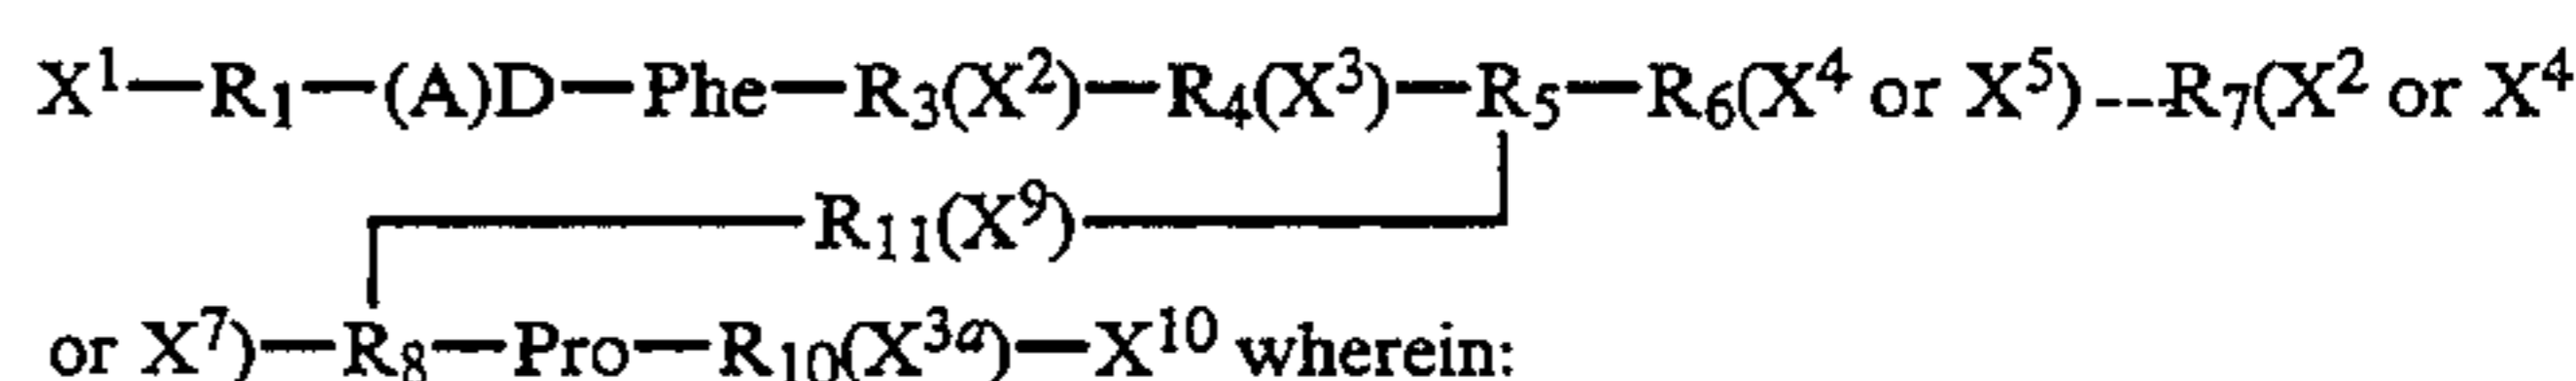 X¹—R₁—(A)D—Phe—R₃(X²)—R₄(X³)—R₅—R₆(X⁴ or X⁵)---R₇(X² or X⁴
R₁₁(X⁹)
or X⁷)—R₈—Pro—R₁₀(X³ᵃ)—X¹⁰ wherein: